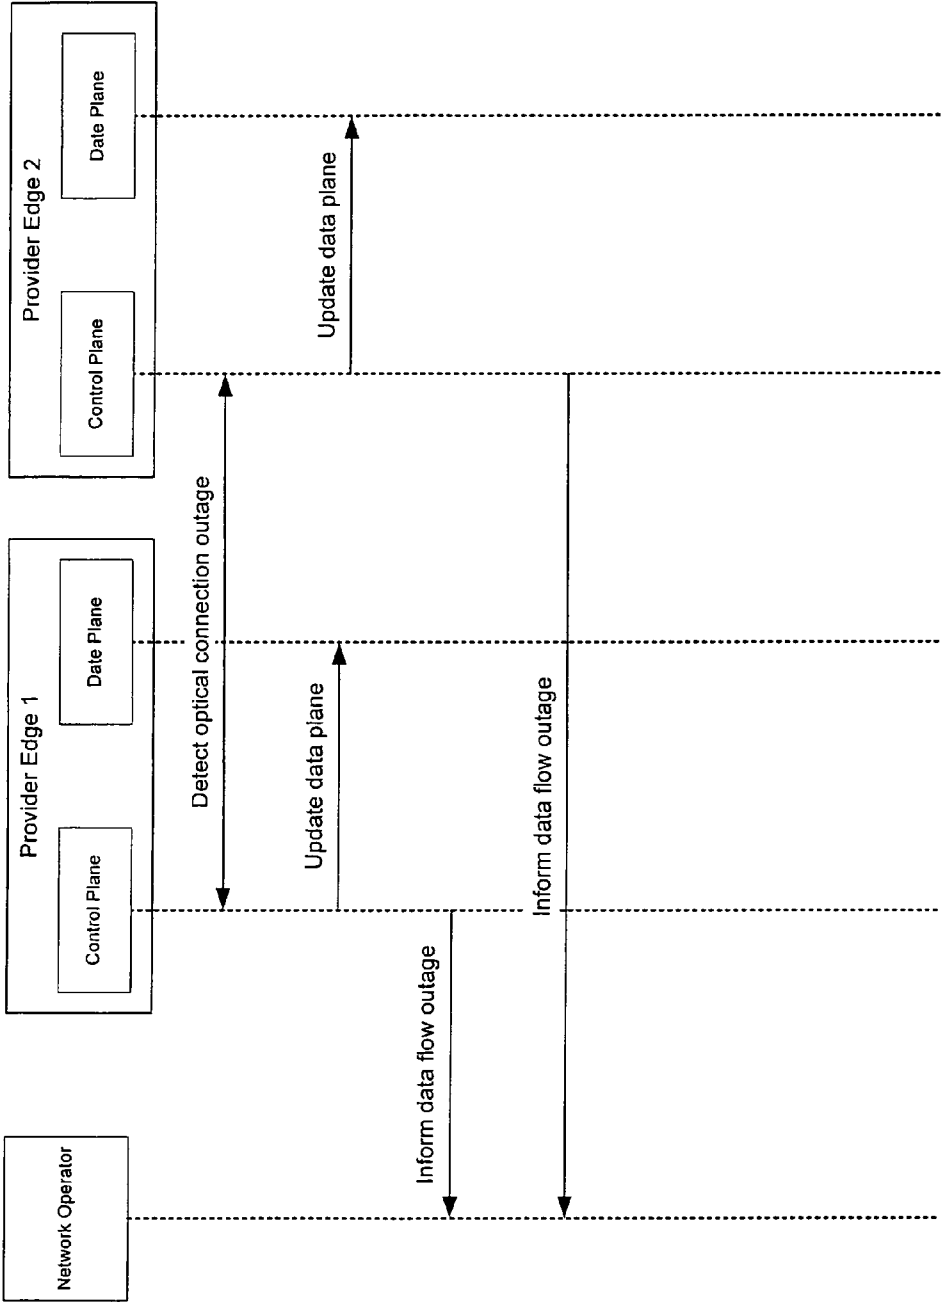 Network Operator
Provider Edge 1
Control Plane
Date Plane
Provider Edge 2
Control Plane
Date Plane
Detect optical connection outage
Update data plane
Update data plane
Inform data flow outage
Inform data flow outage